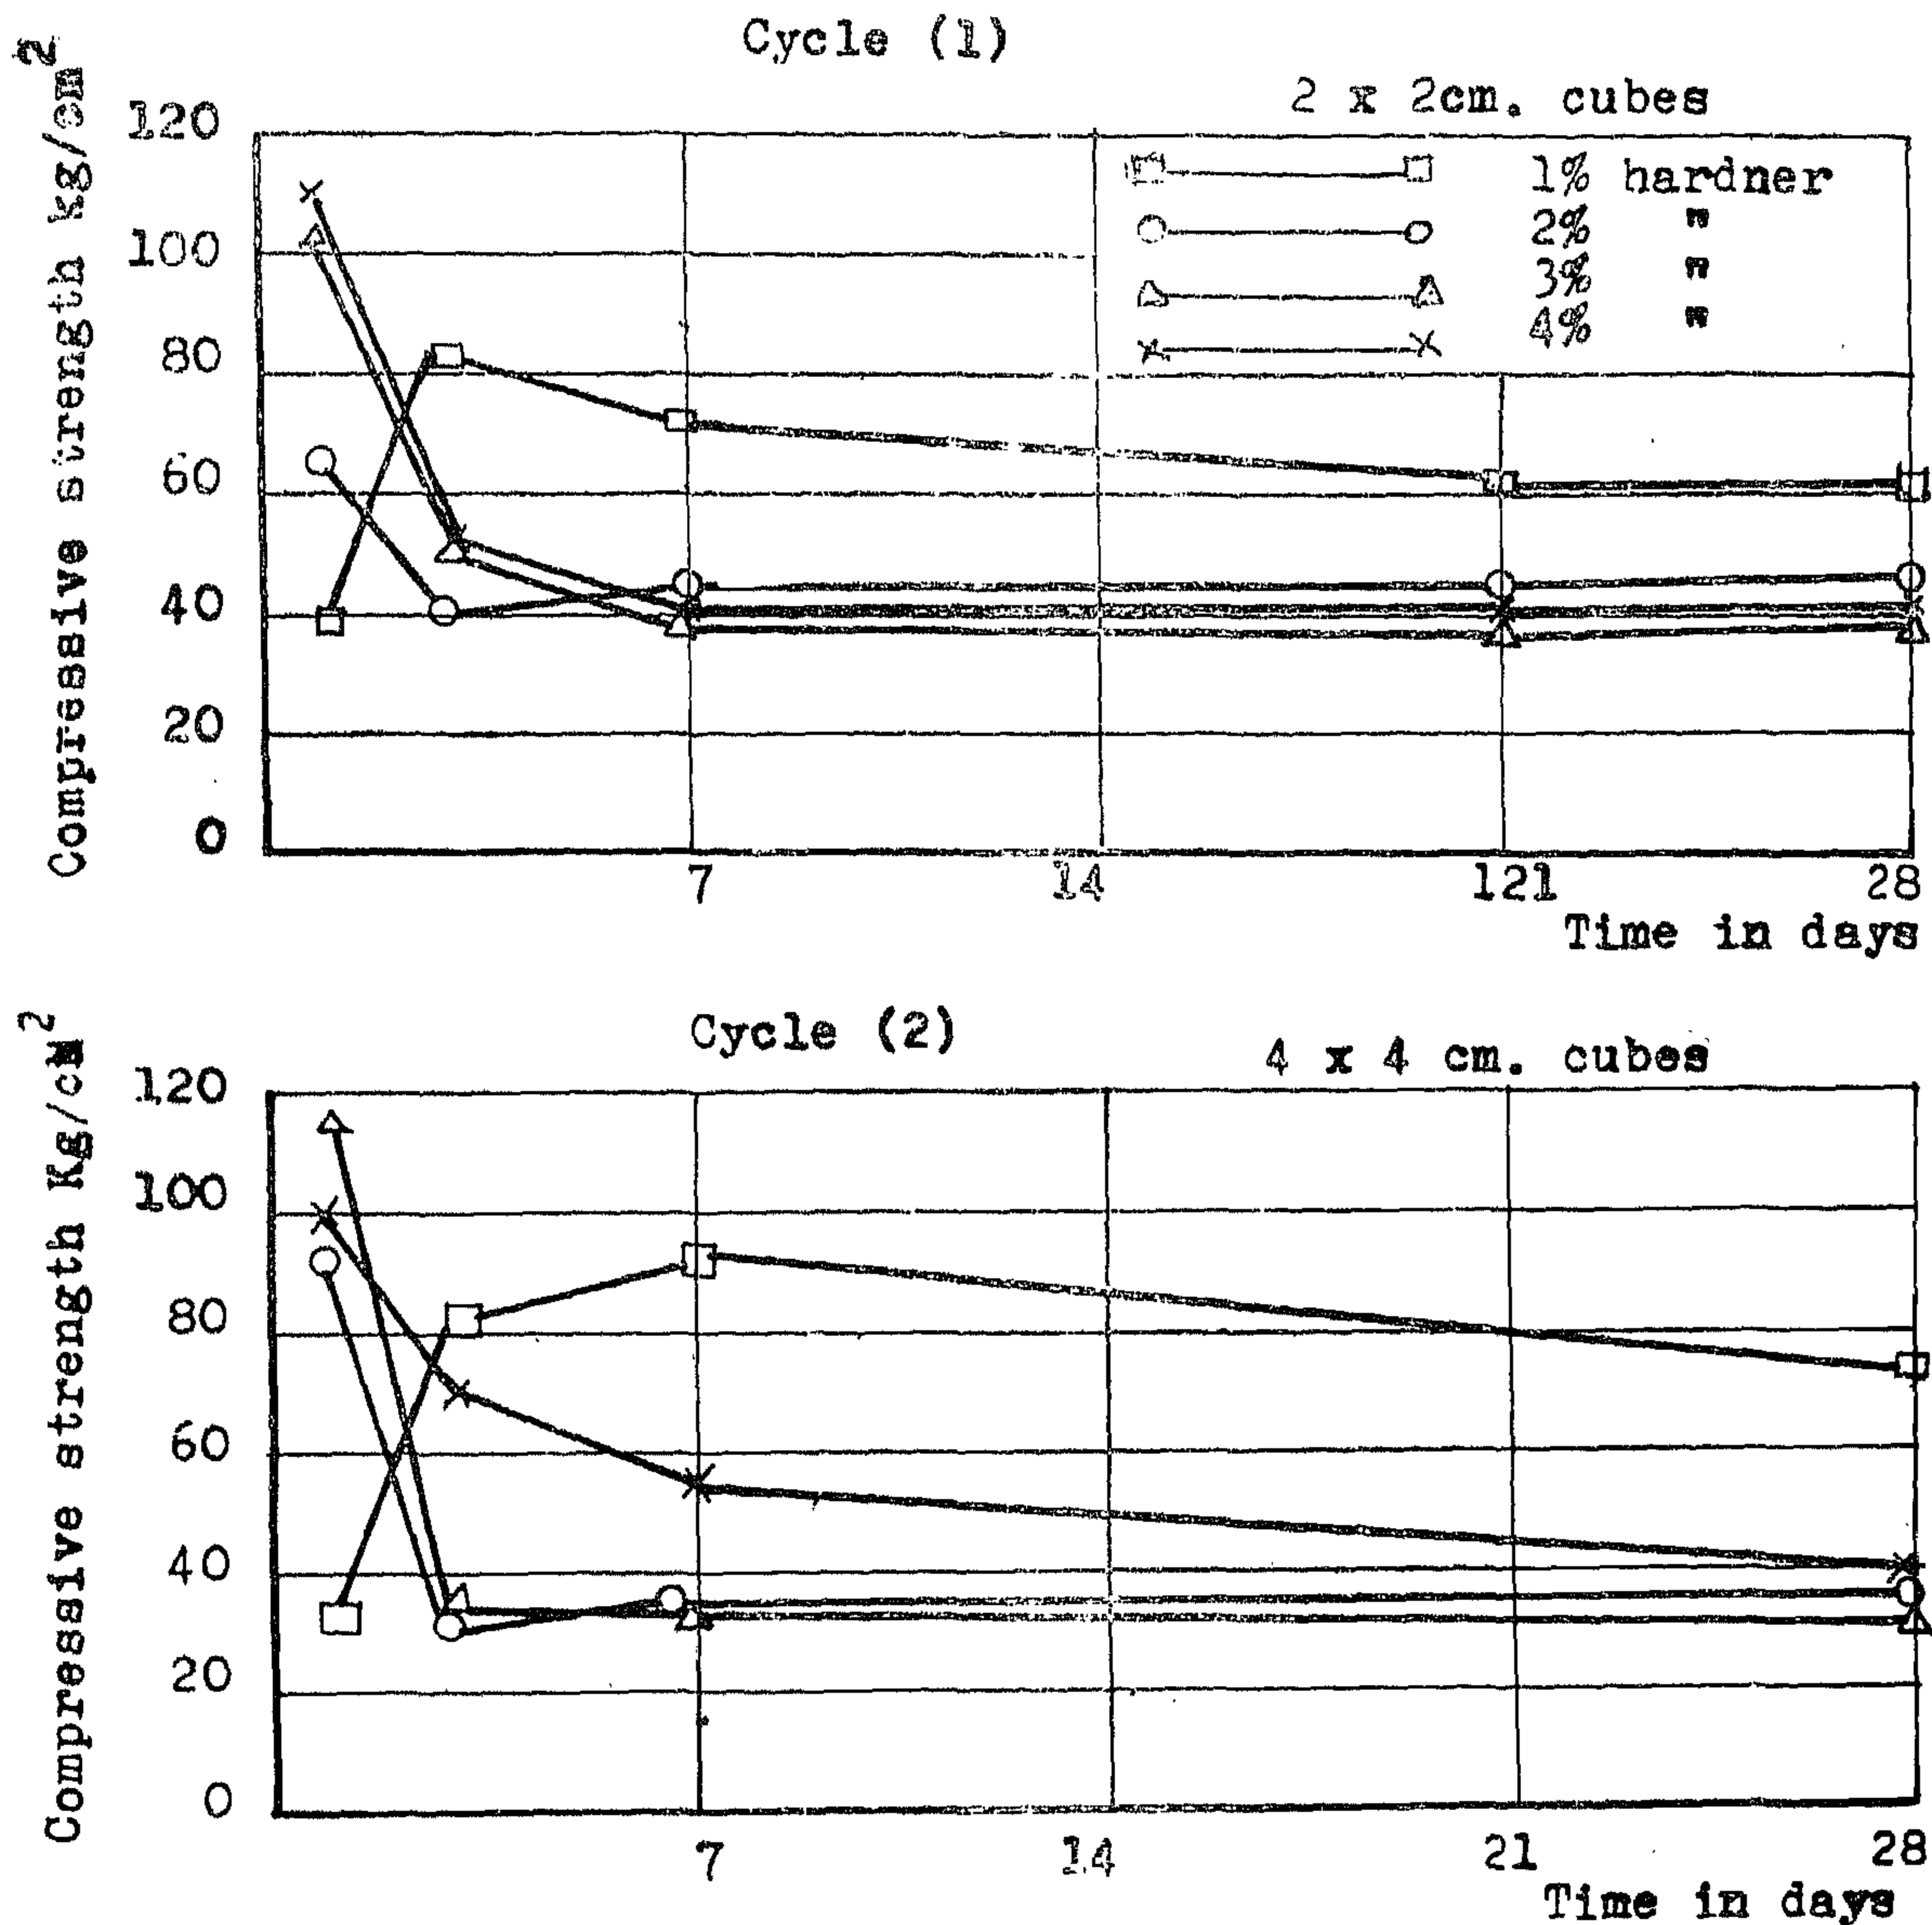 Cycle (1)
2 x 2cm. cubes
Compressive strength kg/cm2
120
100
80
60
40
20
0
1% hardner
2% "
3% "
4% "
7
14
121
28
Time in days
Cycle (2)
4 x 4 cm. cubes
Compressive strength Kg/cm2
120
100
80
60
40
20
0
7
14
21
28
Time in days